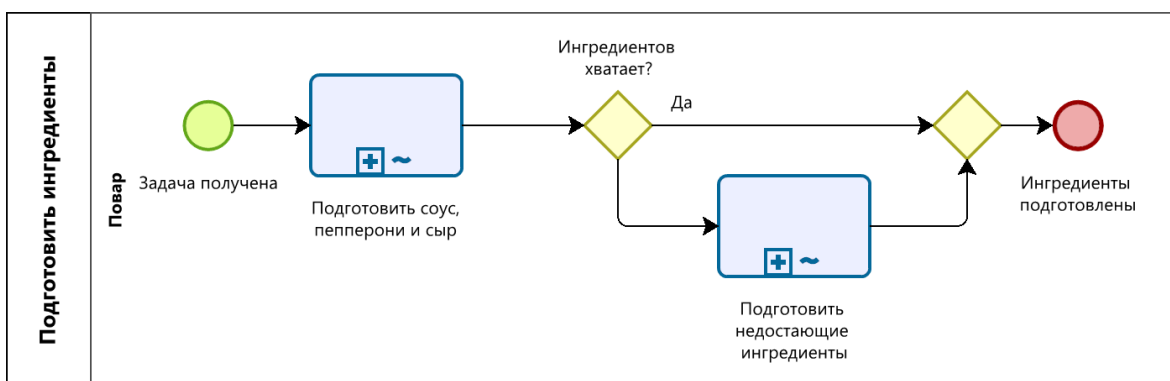 Подготовить ингредиенты
Повар
Задача получена
Подготовить соус,
пепперони и сыр
Ингредиентов
хватает?
Да
Подготовить
недостающие
ингредиенты
Ингредиенты
подготовлены